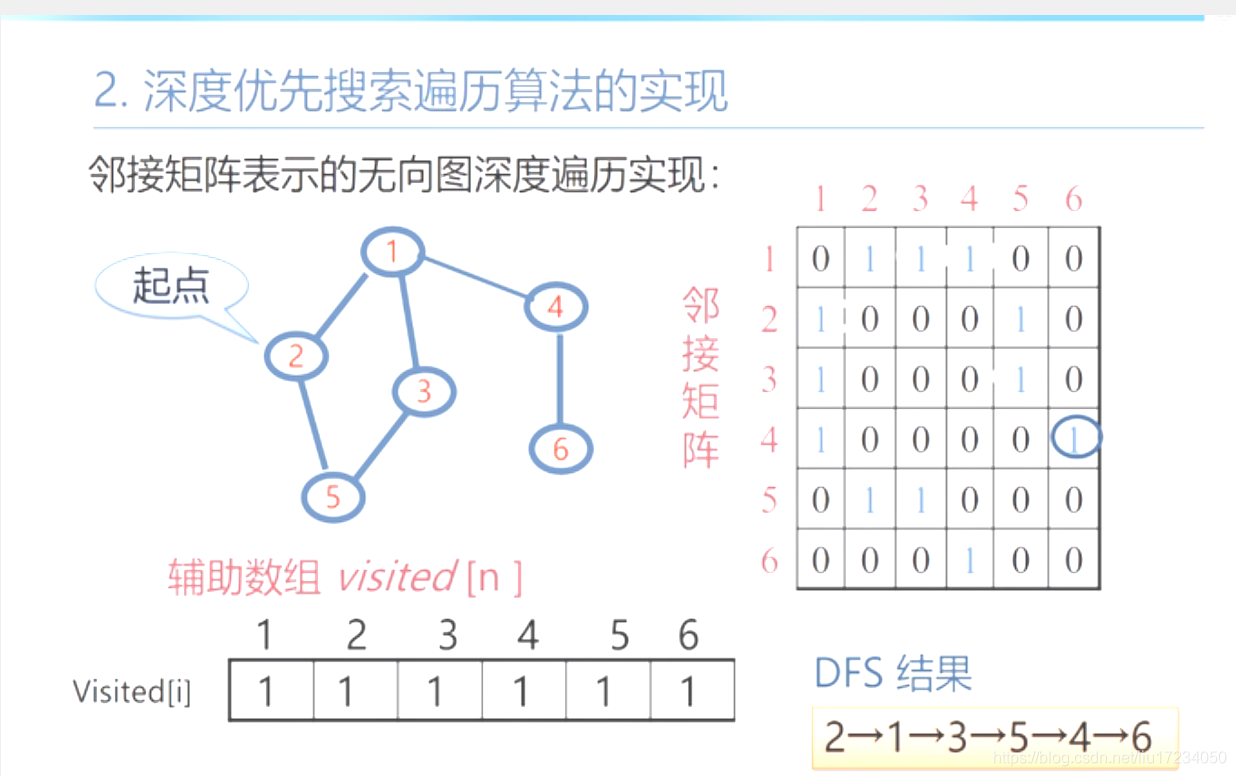 2. 深度优先搜索遍历算法的实现
邻接矩阵表示的无向图深度遍历实现：
起点
1
2
3
4
5
6
邻接矩阵
1 2 3 4 5 6
1 0 1 1 1 0 0
2 1 0 0 0 1 0
3 1 0 0 0 1 0
4 1 0 0 0 0 1
5 0 1 1 0 0 0
6 0 0 0 1 0 0
辅助数组 visited [n ]
1 2 3 4 5 6
Visited[i] 1 1 1 1 1 1
DFS 结果
2→1→3→5→4→6
https://blog.csdn.net/liu17234050